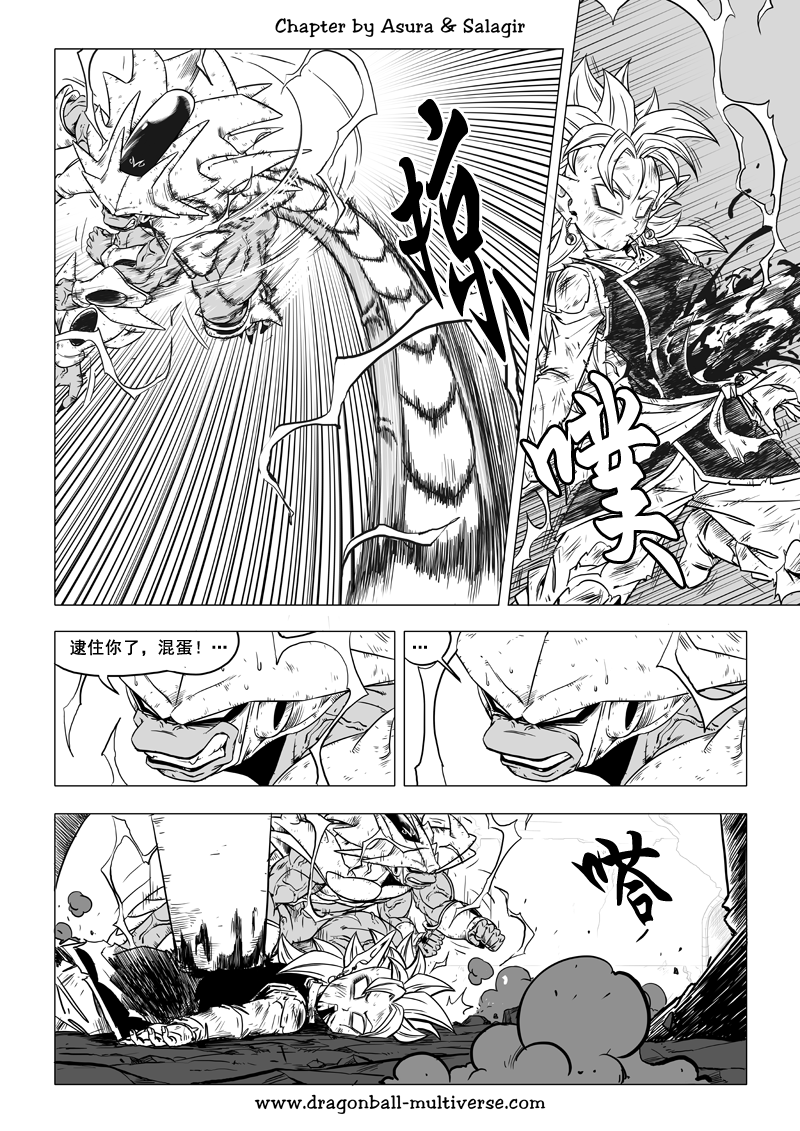 Chapter by Asura & Salagir
掠
噗
逮住你了，混蛋！…
…
嗒
www.dragonball-multiverse.com